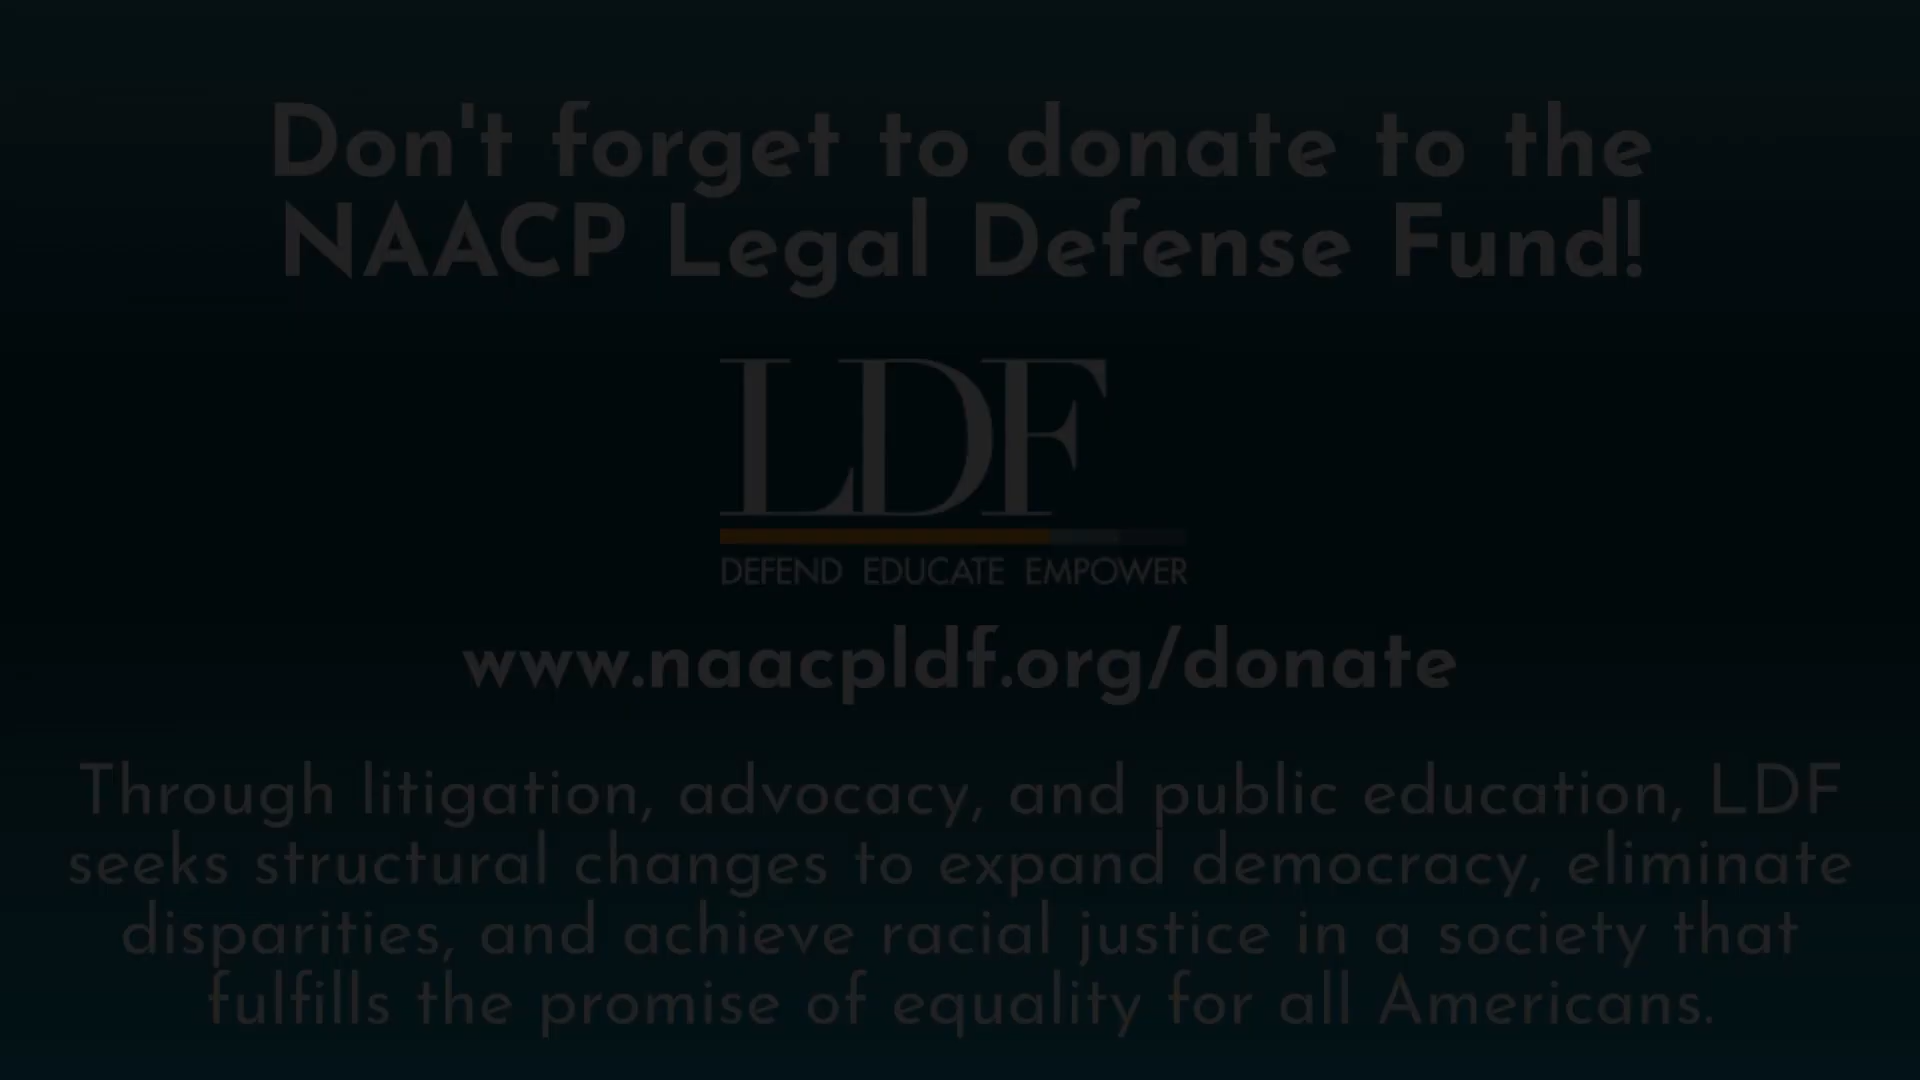 Don't forget to donate to the
NAACP Legal Defense Fund!
LDF
DEFEND EDUCATE EMPOWER
www.naacpldf.org/donate
Through litigation, advocacy, and public education, LDF
seeks structural changes to expand democracy, eliminate
disparities, and achieve racial justice in a society that
fulfills the promise of equality for all Americans.